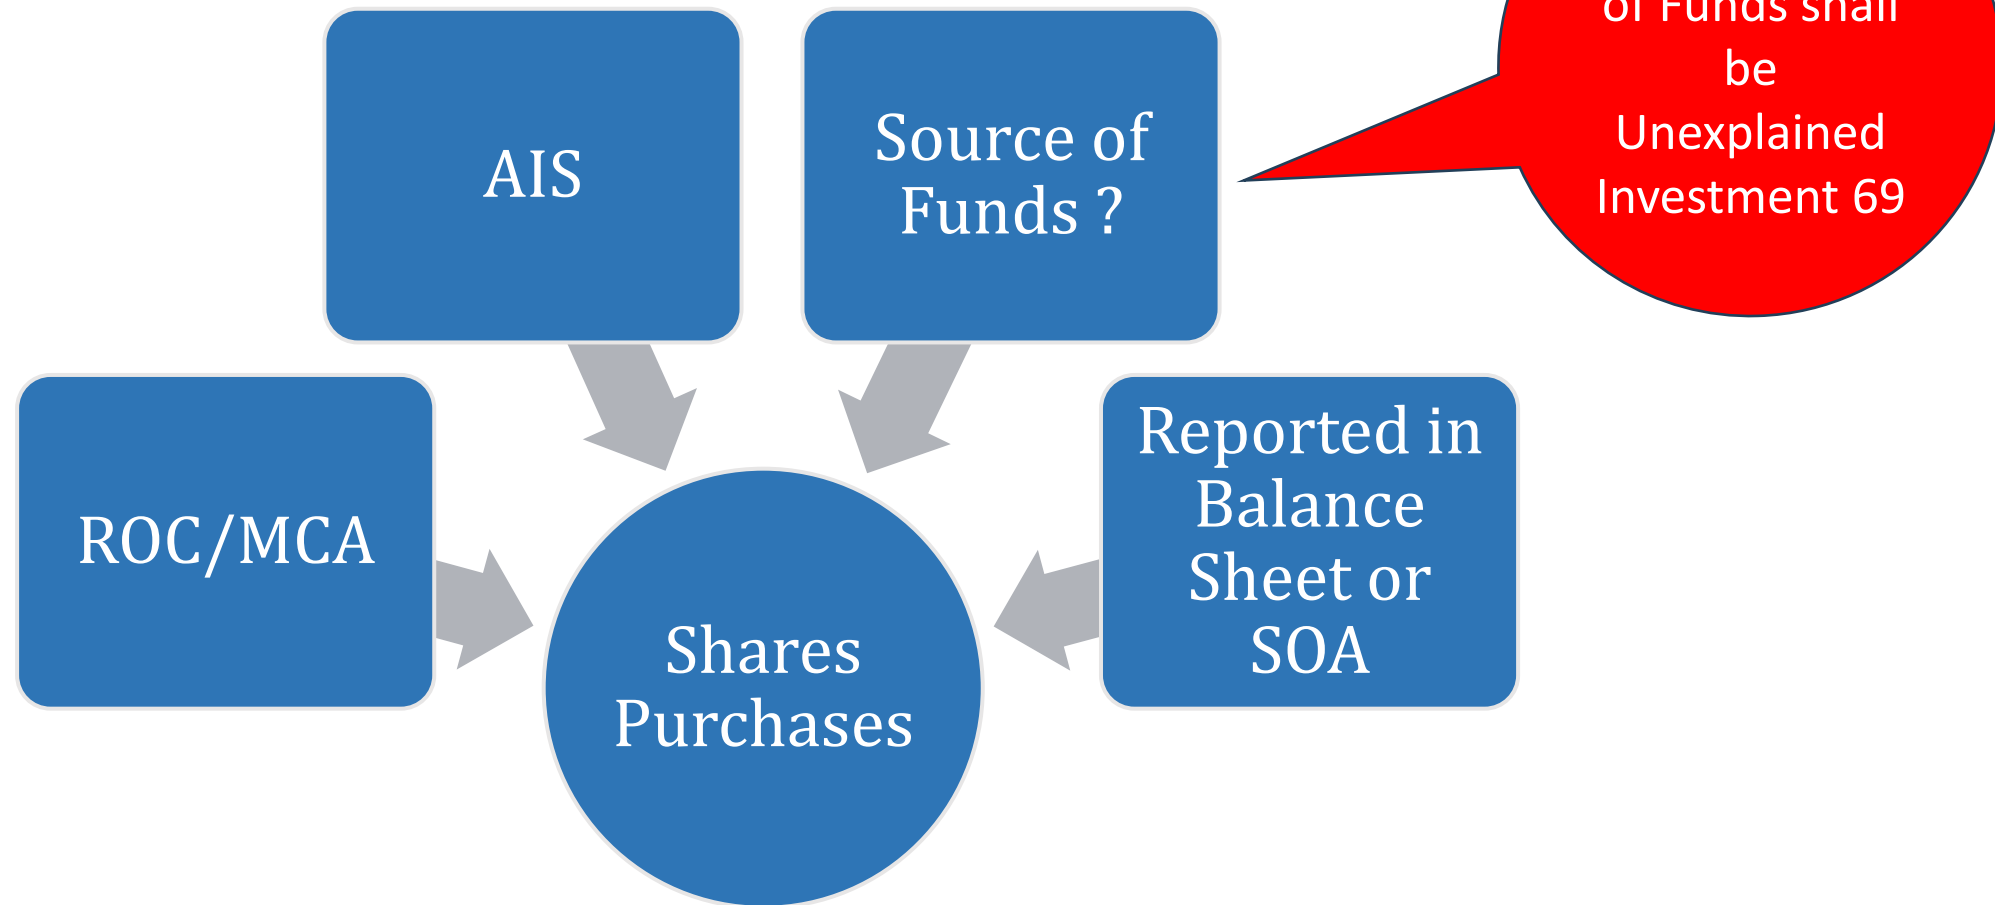 of Funds shall
be
Unexplained
Investment 69
AIS
Source of
Funds ?
ROC/MCA
Reported in
Balance
Sheet or
SOA
Shares
Purchases